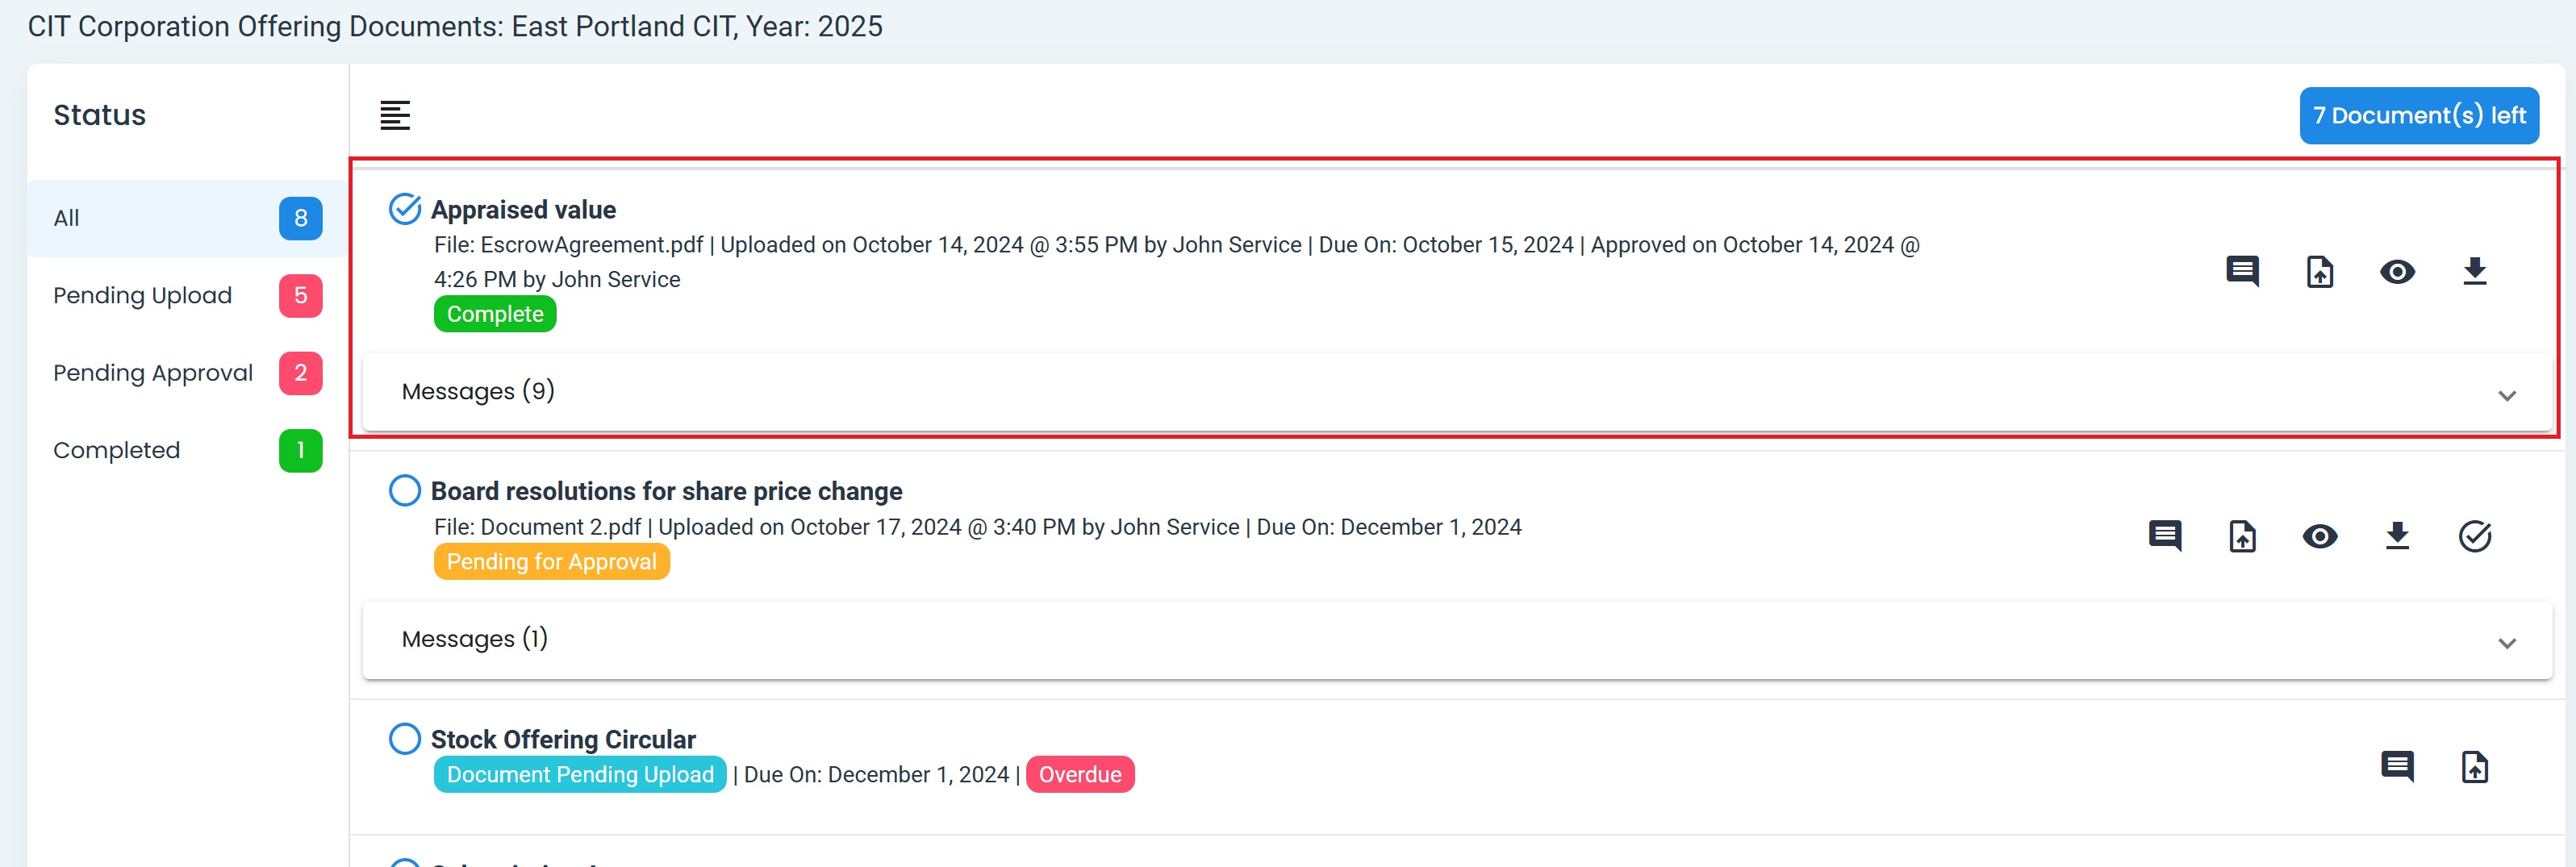 CIT Corporation Offering Documents: East Portland CIT, Year: 2025
Status
7 Document(s) left
All 8
Pending Upload 5
Pending Approval 2
Completed 1
Appraised value
File: EscrowAgreement.pdf | Uploaded on October 14, 2024 @ 3:55 PM by John Service | Due On: October 15, 2024 | Approved on October 14, 2024 @
4:26 PM by John Service
Complete
Messages (9)
Board resolutions for share price change
File: Document 2.pdf | Uploaded on October 17, 2024 @ 3:40 PM by John Service | Due On: December 1, 2024
Pending for Approval
Messages (1)
Stock Offering Circular
Document Pending Upload | Due On: December 1, 2024 | Overdue